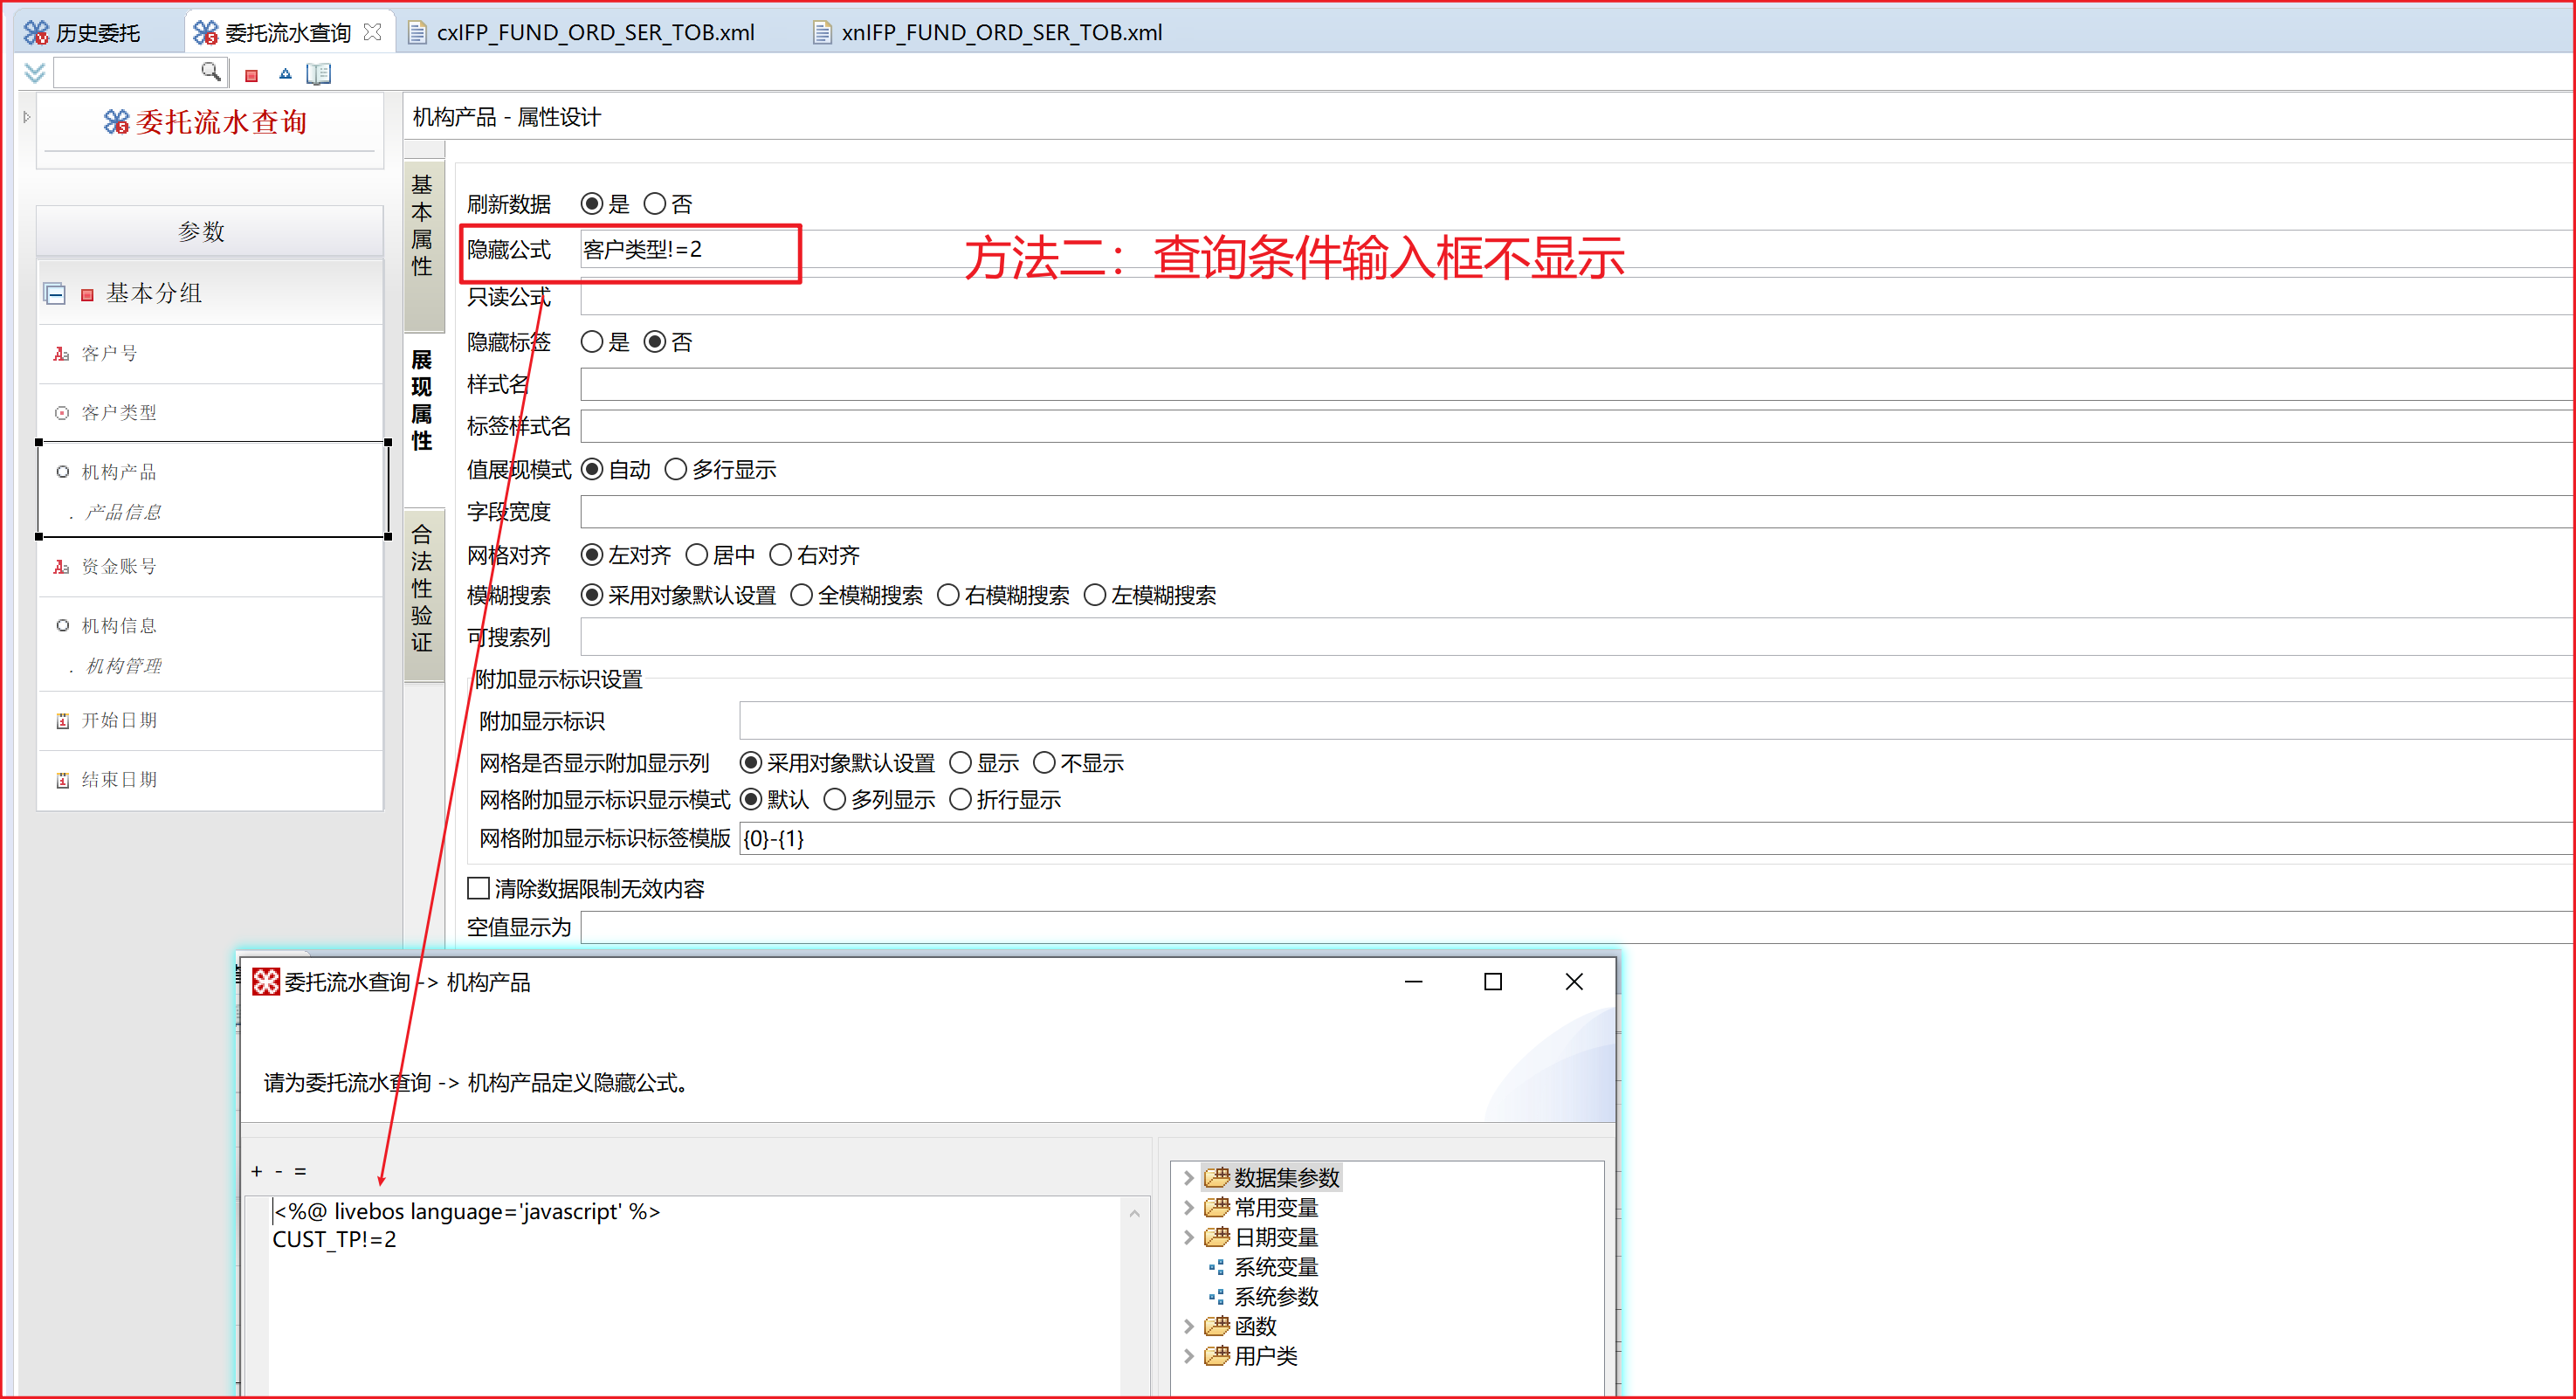 历史委托 委托流水查询 cxIFP_FUND_ORD_SER_TOB.xml xnIFP_FUND_ORD_SER_TOB.xml
委托流水查询
参数
基本分组
客户号
客户类型
机构产品
. 产品信息
资金账号
机构信息
. 机构管理
开始日期
结束日期
机构产品 - 属性设计
基本属性
展现属性
合法性验证
刷新数据 是 否
隐藏公式 客户类型!=2
方法二：查询条件输入框不显示
只读公式
隐藏标签 是 否
样式名
标签样式名
值展现模式 自动 多行显示
字段宽度
网格对齐 左对齐 居中 右对齐
模糊搜索 采用对象默认设置 全模糊搜索 右模糊搜索 左模糊搜索
可搜索列
附加显示标识设置
附加显示标识
网格是否显示附加显示列 采用对象默认设置 显示 不显示
网格附加显示标识显示模式 默认 多列显示 折行显示
网格附加显示标识标签模版 {0}-{1}
清除数据限制无效内容
空值显示为
委托流水查询 -> 机构产品
请为委托流水查询 -> 机构产品定义隐藏公式。
+ - =
<%@ livebos language='javascript' %>
CUST_TP!=2
数据集参数
常用变量
日期变量
系统变量
系统参数
函数
用户类